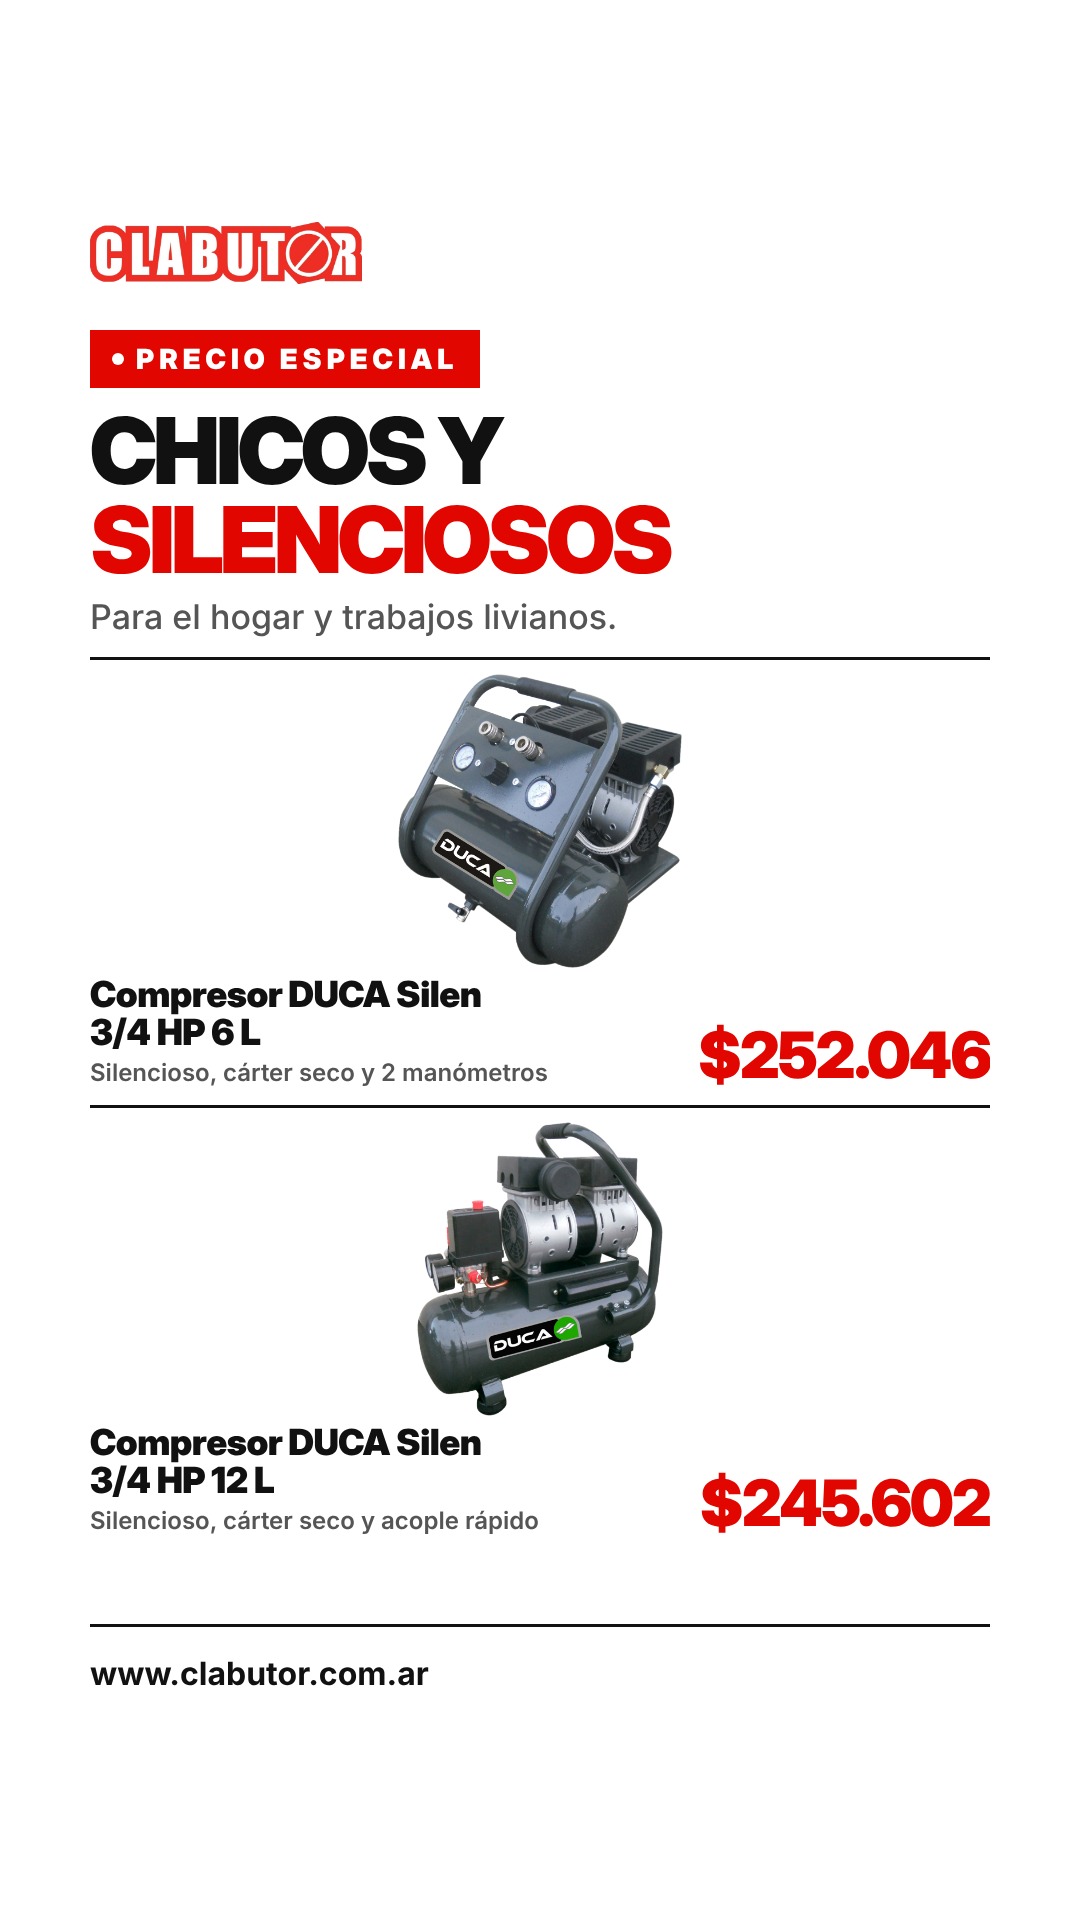 CLABUTOR
• PRECIO ESPECIAL
CHICOS Y
SILENCIOSOS
Para el hogar y trabajos livianos.
DUCA
Compresor DUCA Silen
3/4 HP 6 L
Silencioso, cárter seco y 2 manómetros
$252.046
DUCA
Compresor DUCA Silen
3/4 HP 12 L
Silencioso, cárter seco y acople rápido
$245.602
www.clabutor.com.ar